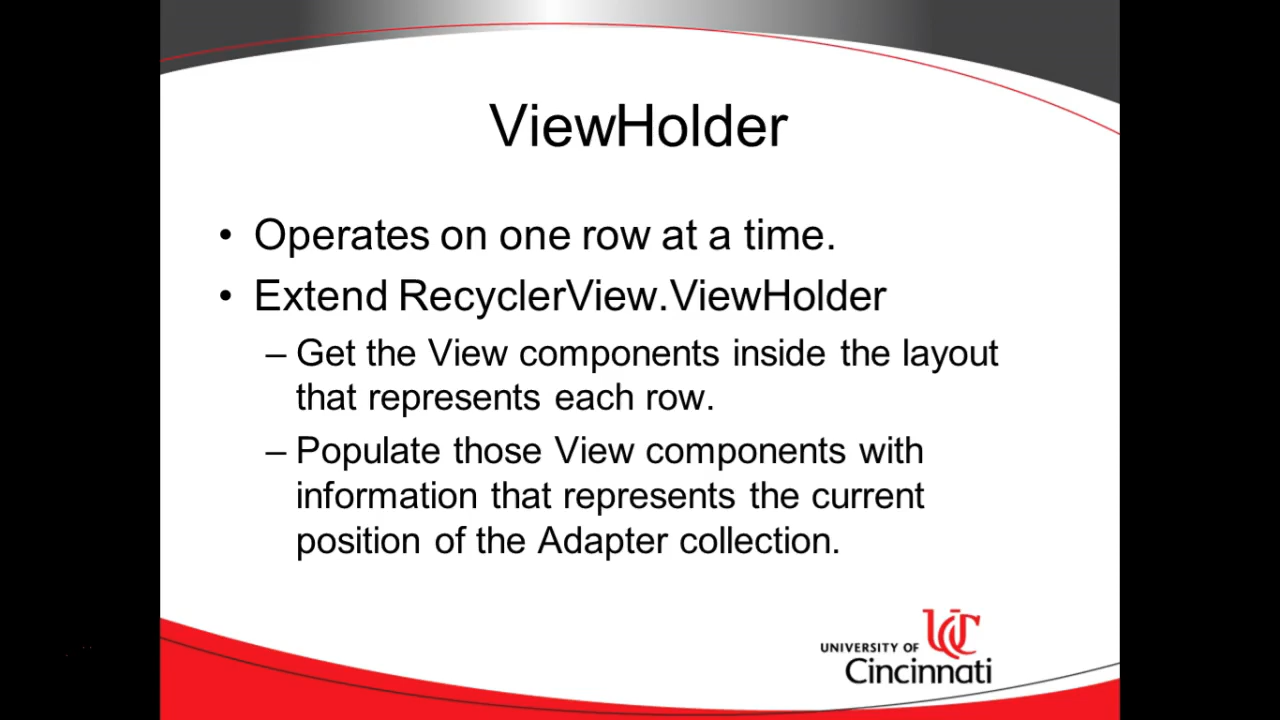 ViewHolder
• Operates on one row at a time.
• Extend RecyclerView.ViewHolder
– Get the View components inside the layout
that represents each row.
– Populate those View components with
information that represents the current
position of the Adapter collection.
UC
UNIVERSITY OF
Cincinnati